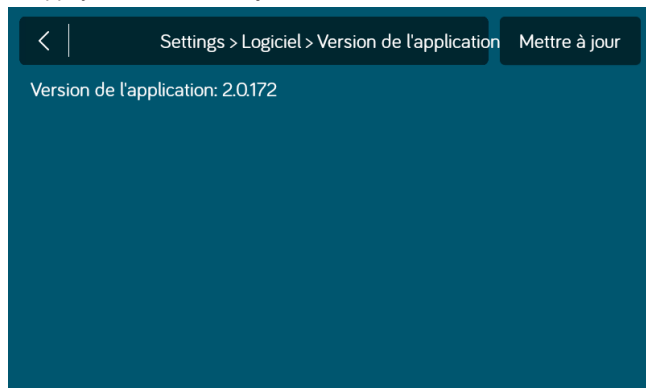 Settings > Logiciel > Version de l'application
Mettre à jour
Version de l'application: 2.0.172